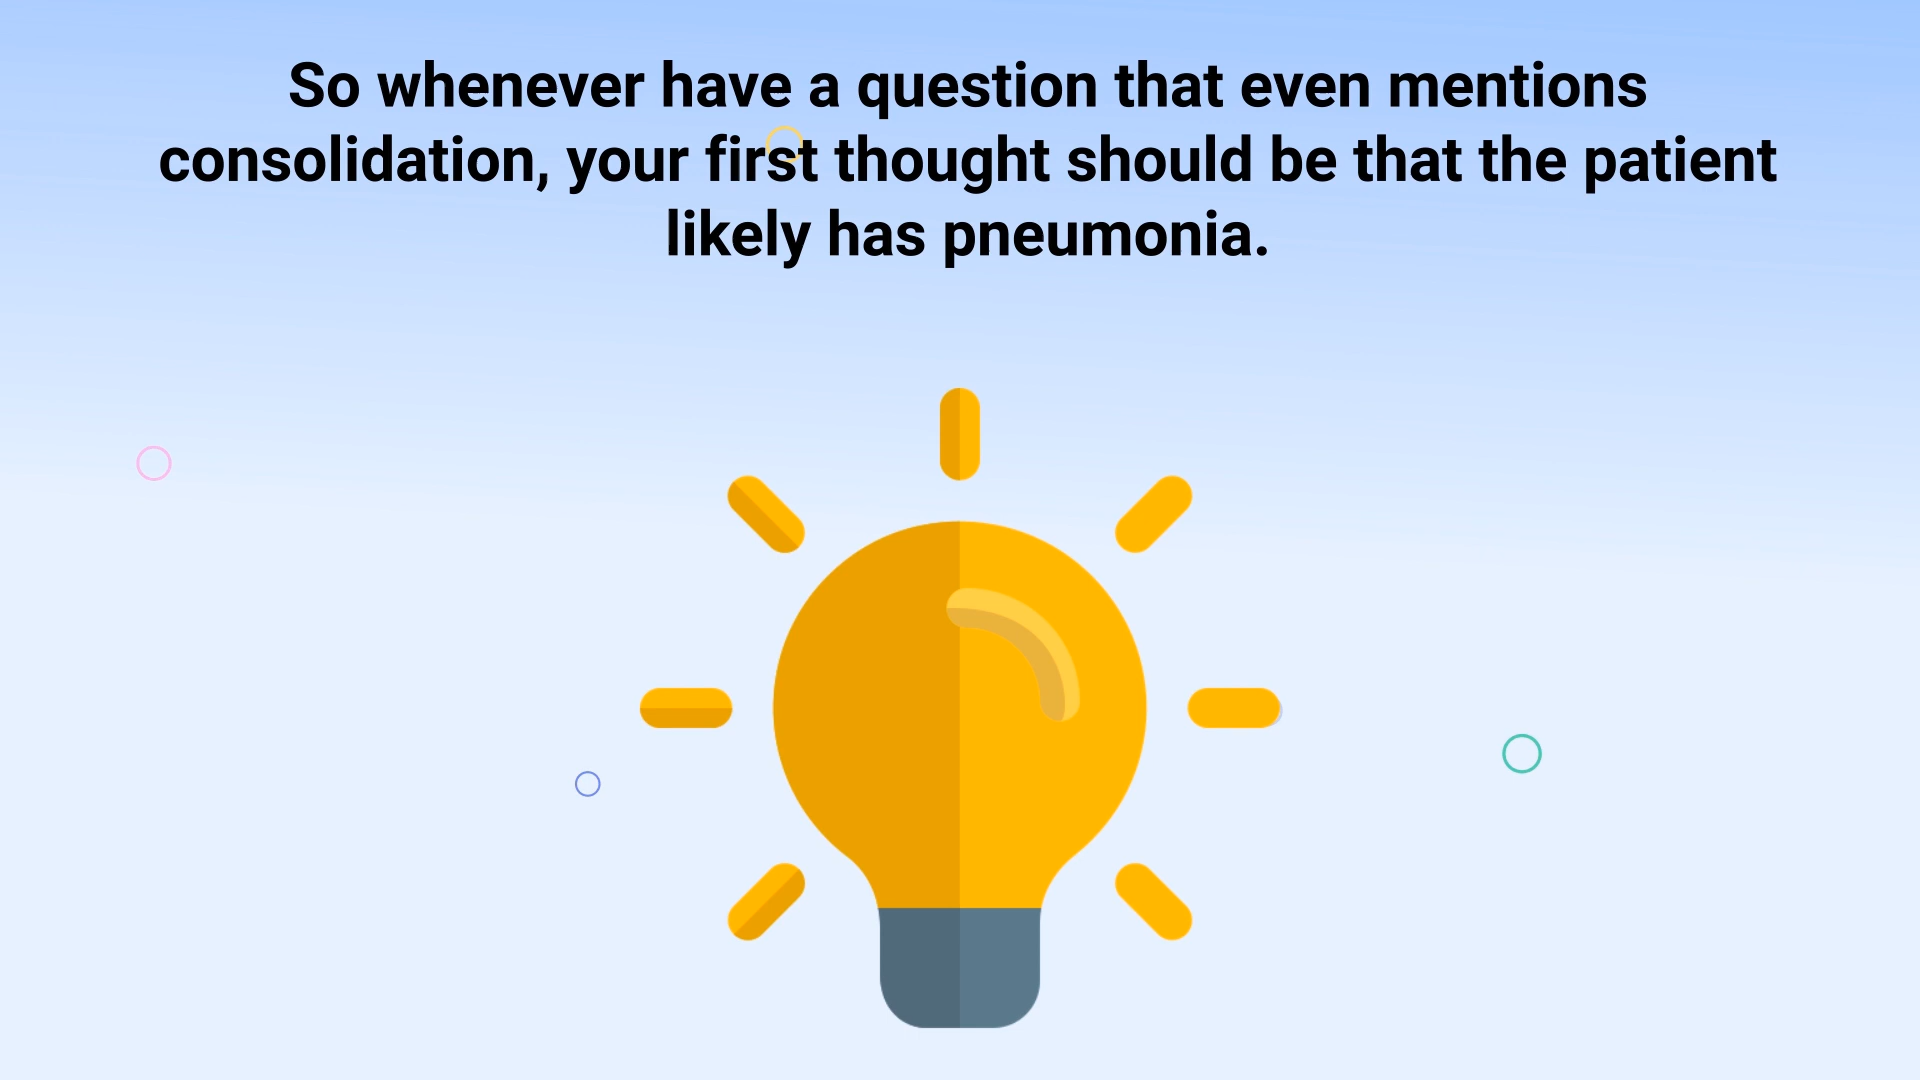 So whenever have a question that even mentions
consolidation, your first thought should be that the patient
likely has pneumonia.